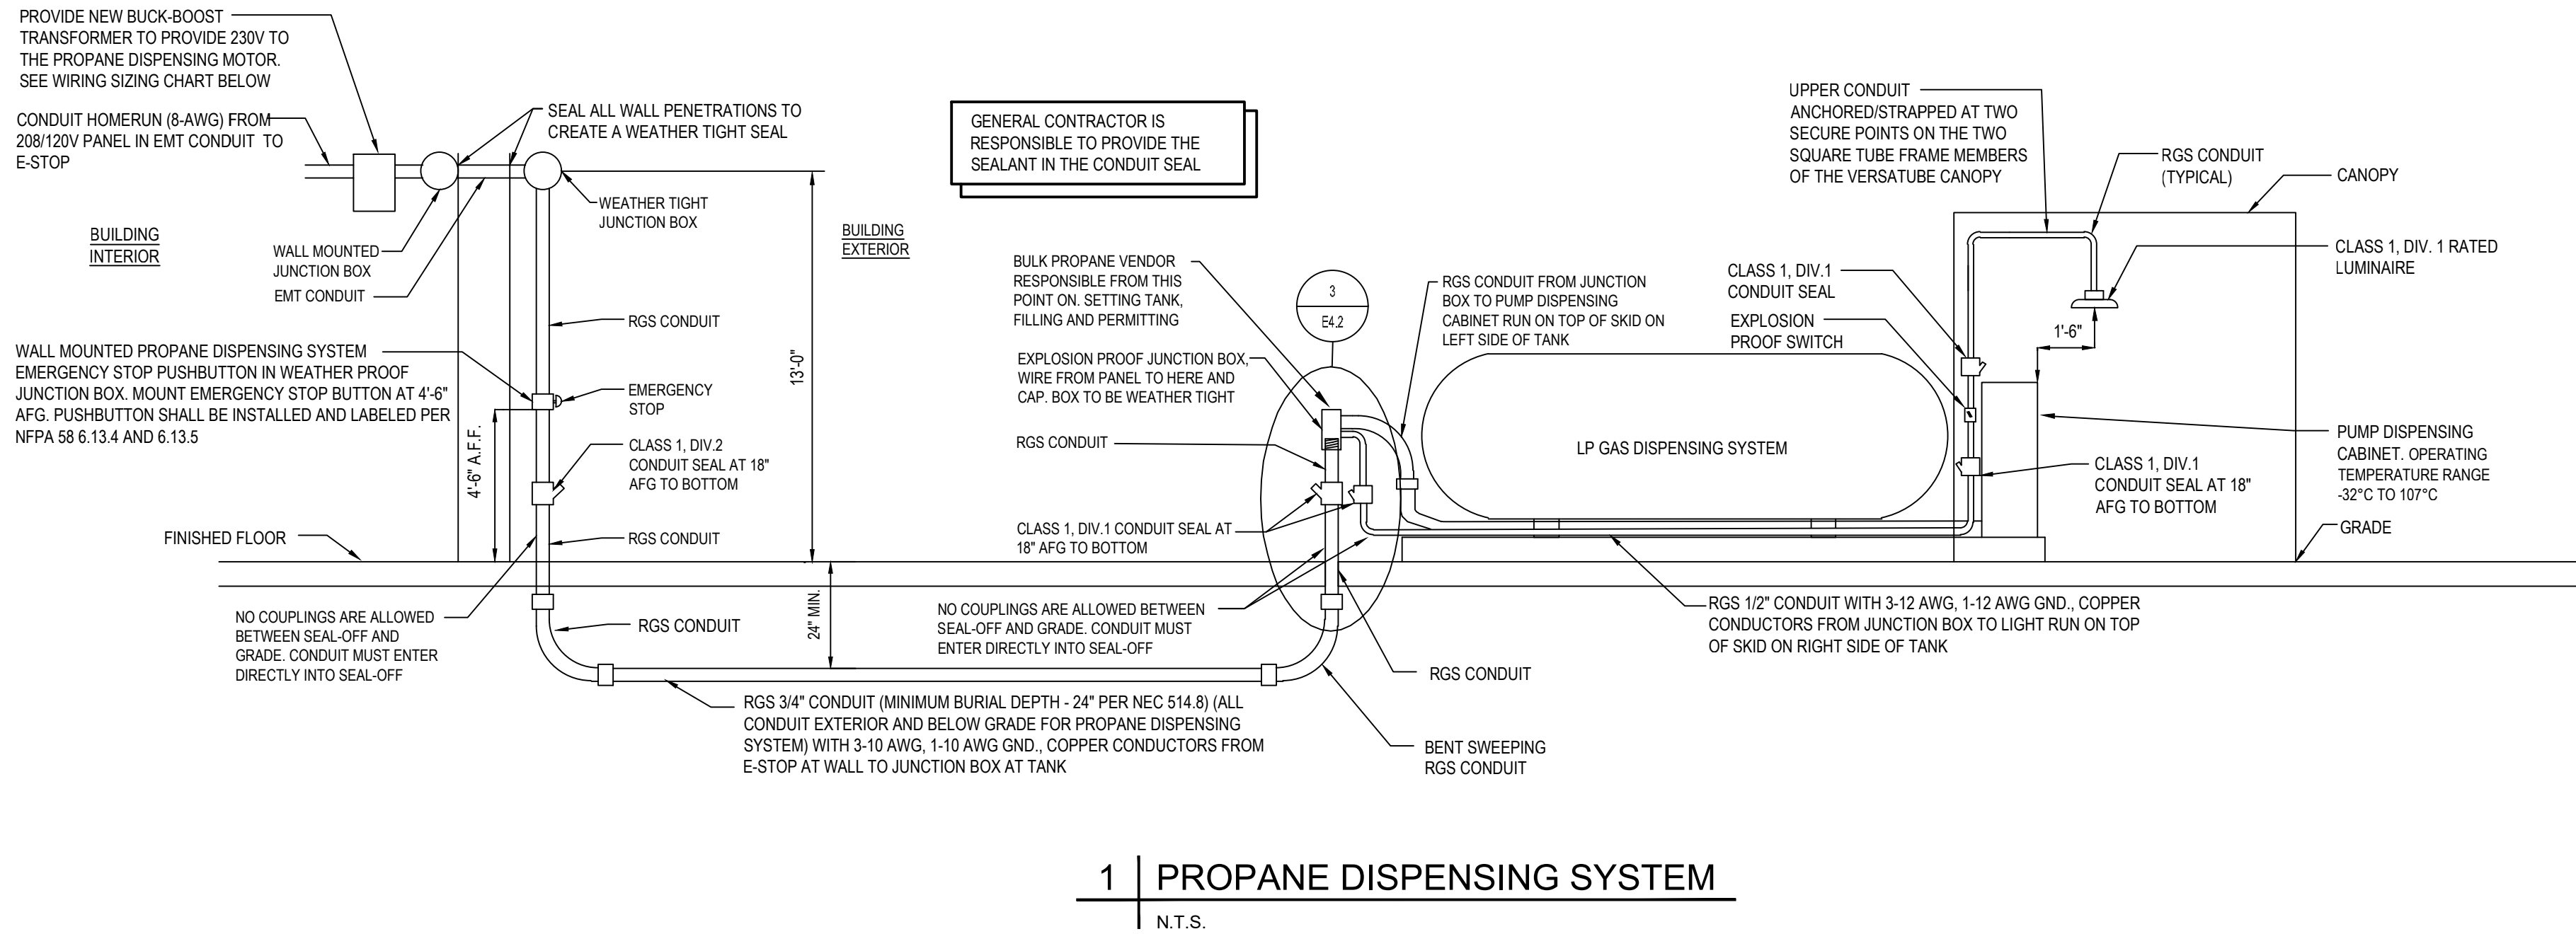 PROVIDE NEW BUCK-BOOST
TRANSFORMER TO PROVIDE 230V TO
THE PROPANE DISPENSING MOTOR.
SEE WIRING SIZING CHART BELOW
CONDUIT HOMERUN (8-AWG) FROM
208/120V PANEL IN EMT CONDUIT TO
E-STOP
BUILDING
INTERIOR
SEAL ALL WALL PENETRATIONS TO
CREATE A WEATHER TIGHT SEAL
WALL MOUNTED
JUNCTION BOX
EMT CONDUIT
WEATHER TIGHT
JUNCTION BOX
RGS CONDUIT
WALL MOUNTED PROPANE DISPENSING SYSTEM
EMERGENCY STOP PUSHBUTTON IN WEATHER PROOF
JUNCTION BOX. MOUNT EMERGENCY STOP BUTTON AT 4'-6"
AFG. PUSHBUTTON SHALL BE INSTALLED AND LABELED PER
NFPA 58 6.13.4 AND 6.13.5
EMERGENCY
STOP
4'-6" A.F.F.
CLASS 1, DIV.2
CONDUIT SEAL AT 18"
AFG TO BOTTOM
13'-0"
BUILDING
EXTERIOR
FINISHED FLOOR
RGS CONDUIT
NO COUPLINGS ARE ALLOWED
BETWEEN SEAL-OFF AND
GRADE. CONDUIT MUST ENTER
DIRECTLY INTO SEAL-OFF
RGS CONDUIT
24" MIN.
GENERAL CONTRACTOR IS
RESPONSIBLE TO PROVIDE THE
SEALANT IN THE CONDUIT SEAL
BULK PROPANE VENDOR
RESPONSIBLE FROM THIS
POINT ON. SETTING TANK,
FILLING AND PERMITTING
EXPLOSION PROOF JUNCTION BOX,
WIRE FROM PANEL TO HERE AND
CAP. BOX TO BE WEATHER TIGHT
RGS CONDUIT
CLASS 1, DIV.1 CONDUIT SEAL AT
18" AFG TO BOTTOM
NO COUPLINGS ARE ALLOWED BETWEEN
SEAL-OFF AND GRADE. CONDUIT MUST
ENTER DIRECTLY INTO SEAL-OFF
RGS 3/4" CONDUIT (MINIMUM BURIAL DEPTH - 24" PER NEC 514.8) (ALL
CONDUIT EXTERIOR AND BELOW GRADE FOR PROPANE DISPENSING
SYSTEM) WITH 3-10 AWG, 1-10 AWG GND., COPPER CONDUCTORS FROM
E-STOP AT WALL TO JUNCTION BOX AT TANK
3
E4.2
RGS CONDUIT FROM JUNCTION
BOX TO PUMP DISPENSING
CABINET RUN ON TOP OF SKID ON
LEFT SIDE OF TANK
LP GAS DISPENSING SYSTEM
RGS CONDUIT
BENT SWEEPING
RGS CONDUIT
UPPER CONDUIT
ANCHORED/STRAPPED AT TWO
SECURE POINTS ON THE TWO
SQUARE TUBE FRAME MEMBERS
OF THE VERSATUBE CANOPY
RGS CONDUIT
(TYPICAL)
CANOPY
CLASS 1, DIV.1
CONDUIT SEAL
EXPLOSION
PROOF SWITCH
CLASS 1, DIV. 1 RATED
LUMINAIRE
1'-6"
PUMP DISPENSING
CABINET. OPERATING
TEMPERATURE RANGE
-32°C TO 107°C
CLASS 1, DIV.1
CONDUIT SEAL AT 18"
AFG TO BOTTOM
GRADE
RGS 1/2" CONDUIT WITH 3-12 AWG, 1-12 AWG GND., COPPER
CONDUCTORS FROM JUNCTION BOX TO LIGHT RUN ON TOP
OF SKID ON RIGHT SIDE OF TANK
1 PROPANE DISPENSING SYSTEM
N.T.S.